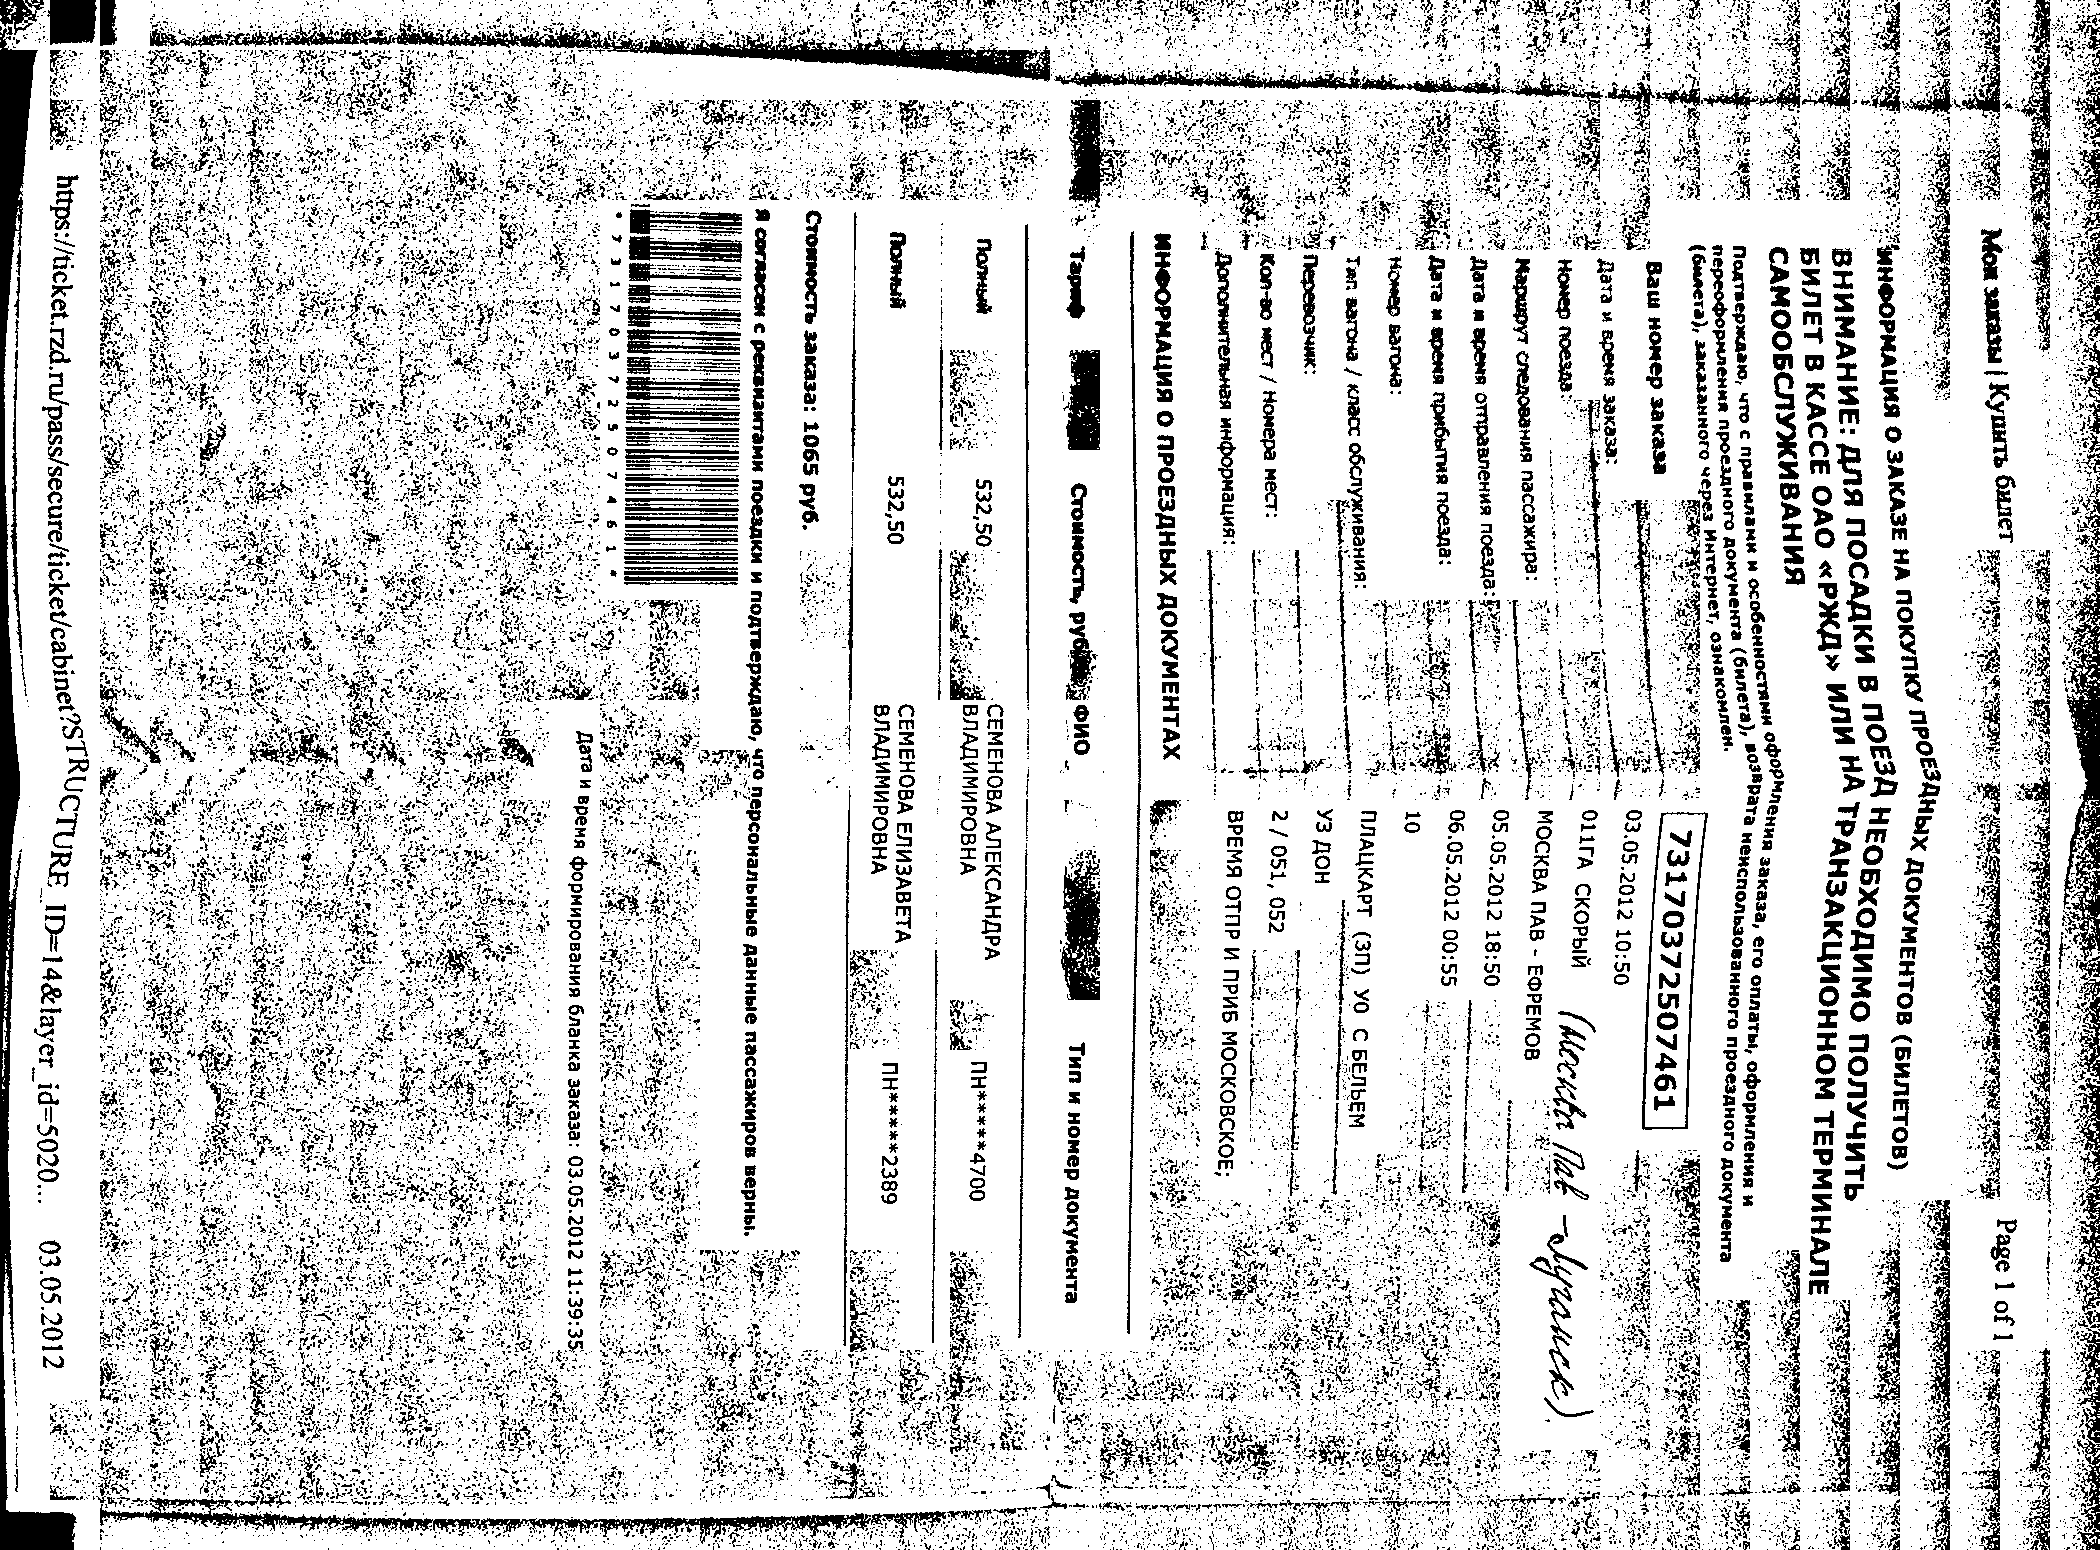 Мои заказы | Купить билет Page 1 of 1
ИНФОРМАЦИЯ О ЗАКАЗЕ НА ПОКУПКУ ПРОЕЗДНЫХ ДОКУМЕНТОВ (БИЛЕТОВ)
ВНИМАНИЕ: ДЛЯ ПОСАДКИ В ПОЕЗД НЕОБХОДИМО ПОЛУЧИТЬ
БИЛЕТ В КАССЕ ОАО «РЖД» ИЛИ НА ТРАНЗАКЦИОННОМ ТЕРМИНАЛЕ
САМООБСЛУЖИВАНИЯ
Подтверждаю, что с правилами и особенностями оформления заказа, его оплаты, оформления и
переоформления проездного документа (билета), возврата неиспользованного проездного документа
(билета), заказанного через Интернет, ознакомлен.
Ваш номер заказа 73170372507461
Дата и время заказа: 03.05.2012 10:50
Номер поезда: 011ГА СКОРЫЙ (Москва Пав - Луганск)
Маршрут следования пассажира: МОСКВА ПАВ - ЕФРЕМОВ
Дата и время отправления поезда: 05.05.2012 18:50
Дата и время прибытия поезда: 06.05.2012 00:55
Номер вагона: 10
Тип вагона / класс обслуживания: ПЛАЦКАРТ (3П) У0 С БЕЛЬЕМ
Перевозчик: УЗ ДОН
Кол-во мест / Номера мест: 2 / 051, 052
Дополнительная информация: ВРЕМЯ ОТПР И ПРИБ МОСКОВСКОЕ;
ИНФОРМАЦИЯ О ПРОЕЗДНЫХ ДОКУМЕНТАХ
Тариф Стоимость, рублей ФИО Тип и номер документа
Полный 532,50 СЕМЕНОВА АЛЕКСАНДРА ПН*****4700
ВЛАДИМИРОВНА
Полный 532,50 СЕМЕНОВА ЕЛИЗАВЕТА ПН******2389
ВЛАДИМИРОВНА
Стоимость заказа: 1065 руб.
Я согласен с реквизитами поездки и подтверждаю, что персональные данные пассажиров верны.
* 7 3 1 7 0 3 7 2 5 0 7 4 6 1 *
Дата и время формирования бланка заказа: 03.05.2012 11:39:35
https://ticket.rzd.ru/pass/secure/ticket/cabinet?STRUCTURE_ID=14&layer_id=5020... 03.05.2012